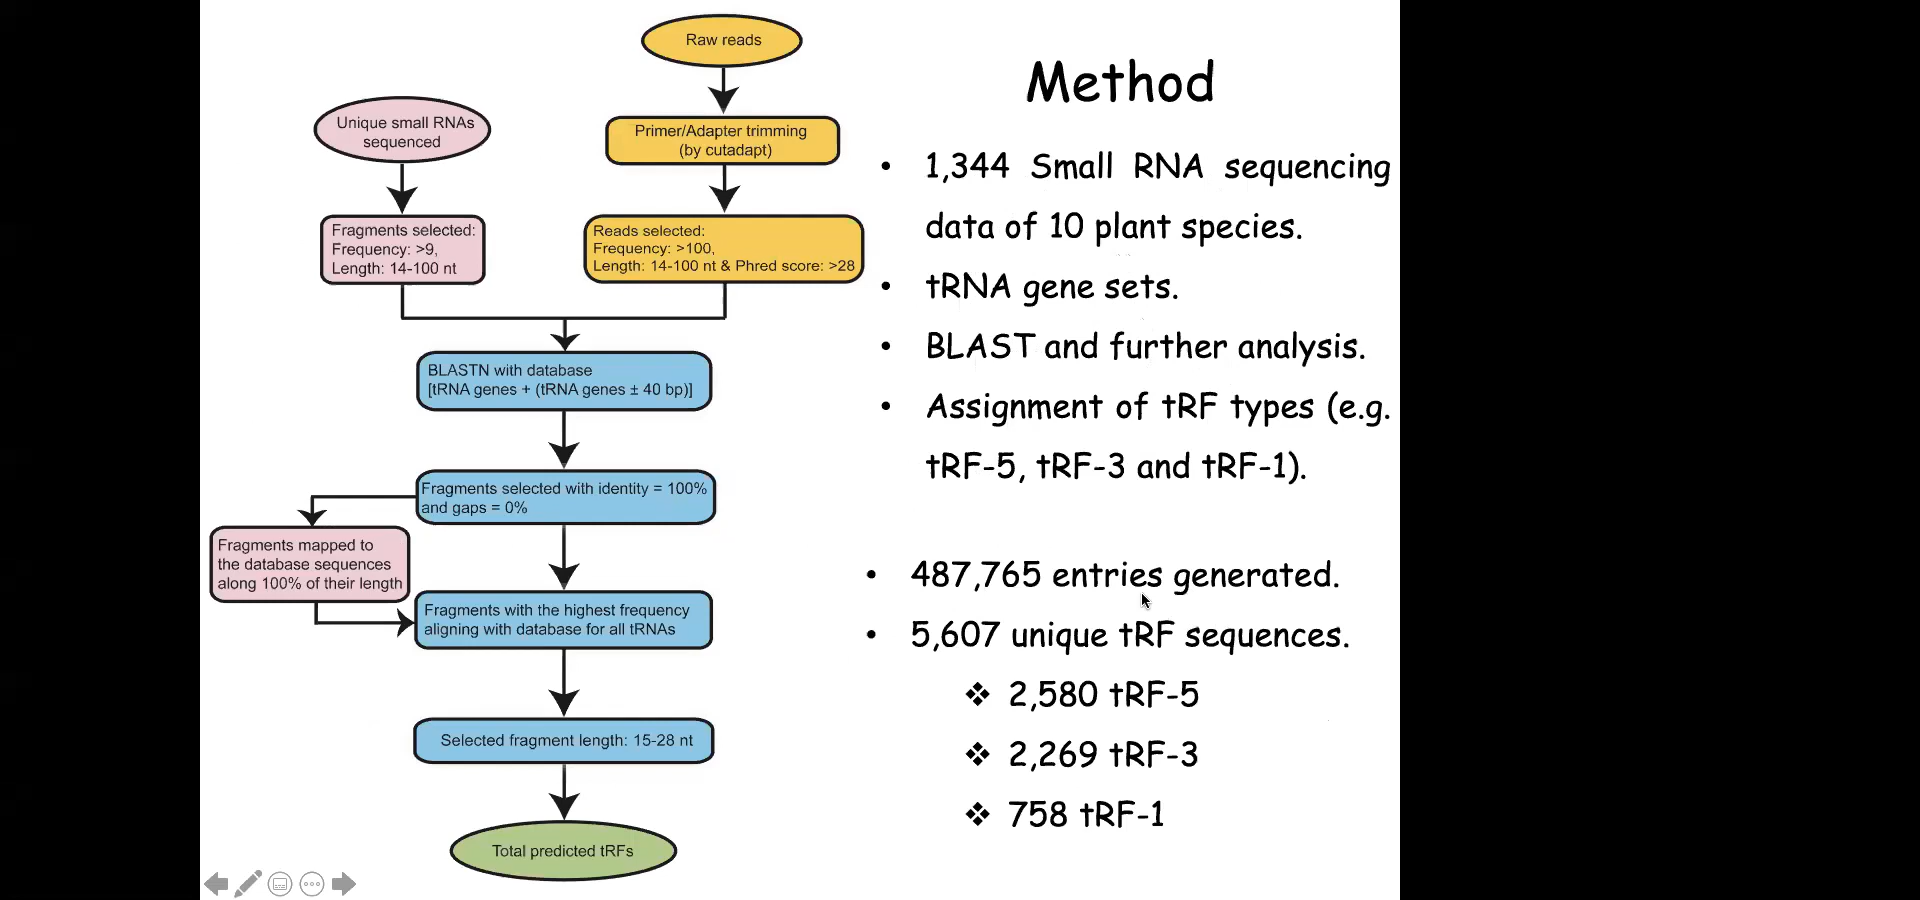 Raw reads
Unique small RNAs
sequenced
Primer/Adapter trimming
(by cutadapt)
Fragments selected:
Frequency: >9,
Length: 14-100 nt
Reads selected:
Frequency: >100,
Length: 14-100 nt & Phred score: >28
BLASTN with database
[tRNA genes + (tRNA genes ± 40 bp)]
Fragments selected with identity = 100%
and gaps = 0%
Fragments mapped to
the database sequences
along 100% of their length
Fragments with the highest frequency
aligning with database for all tRNAs
Selected fragment length: 15-28 nt
Total predicted tRFs
Method
• 1,344 Small RNA sequencing
data of 10 plant species.
• tRNA gene sets.
• BLAST and further analysis.
• Assignment of tRF types (e.g.
tRF-5, tRF-3 and tRF-1).
• 487,765 entries generated.
• 5,607 unique tRF sequences.
❖ 2,580 tRF-5
❖ 2,269 tRF-3
❖ 758 tRF-1